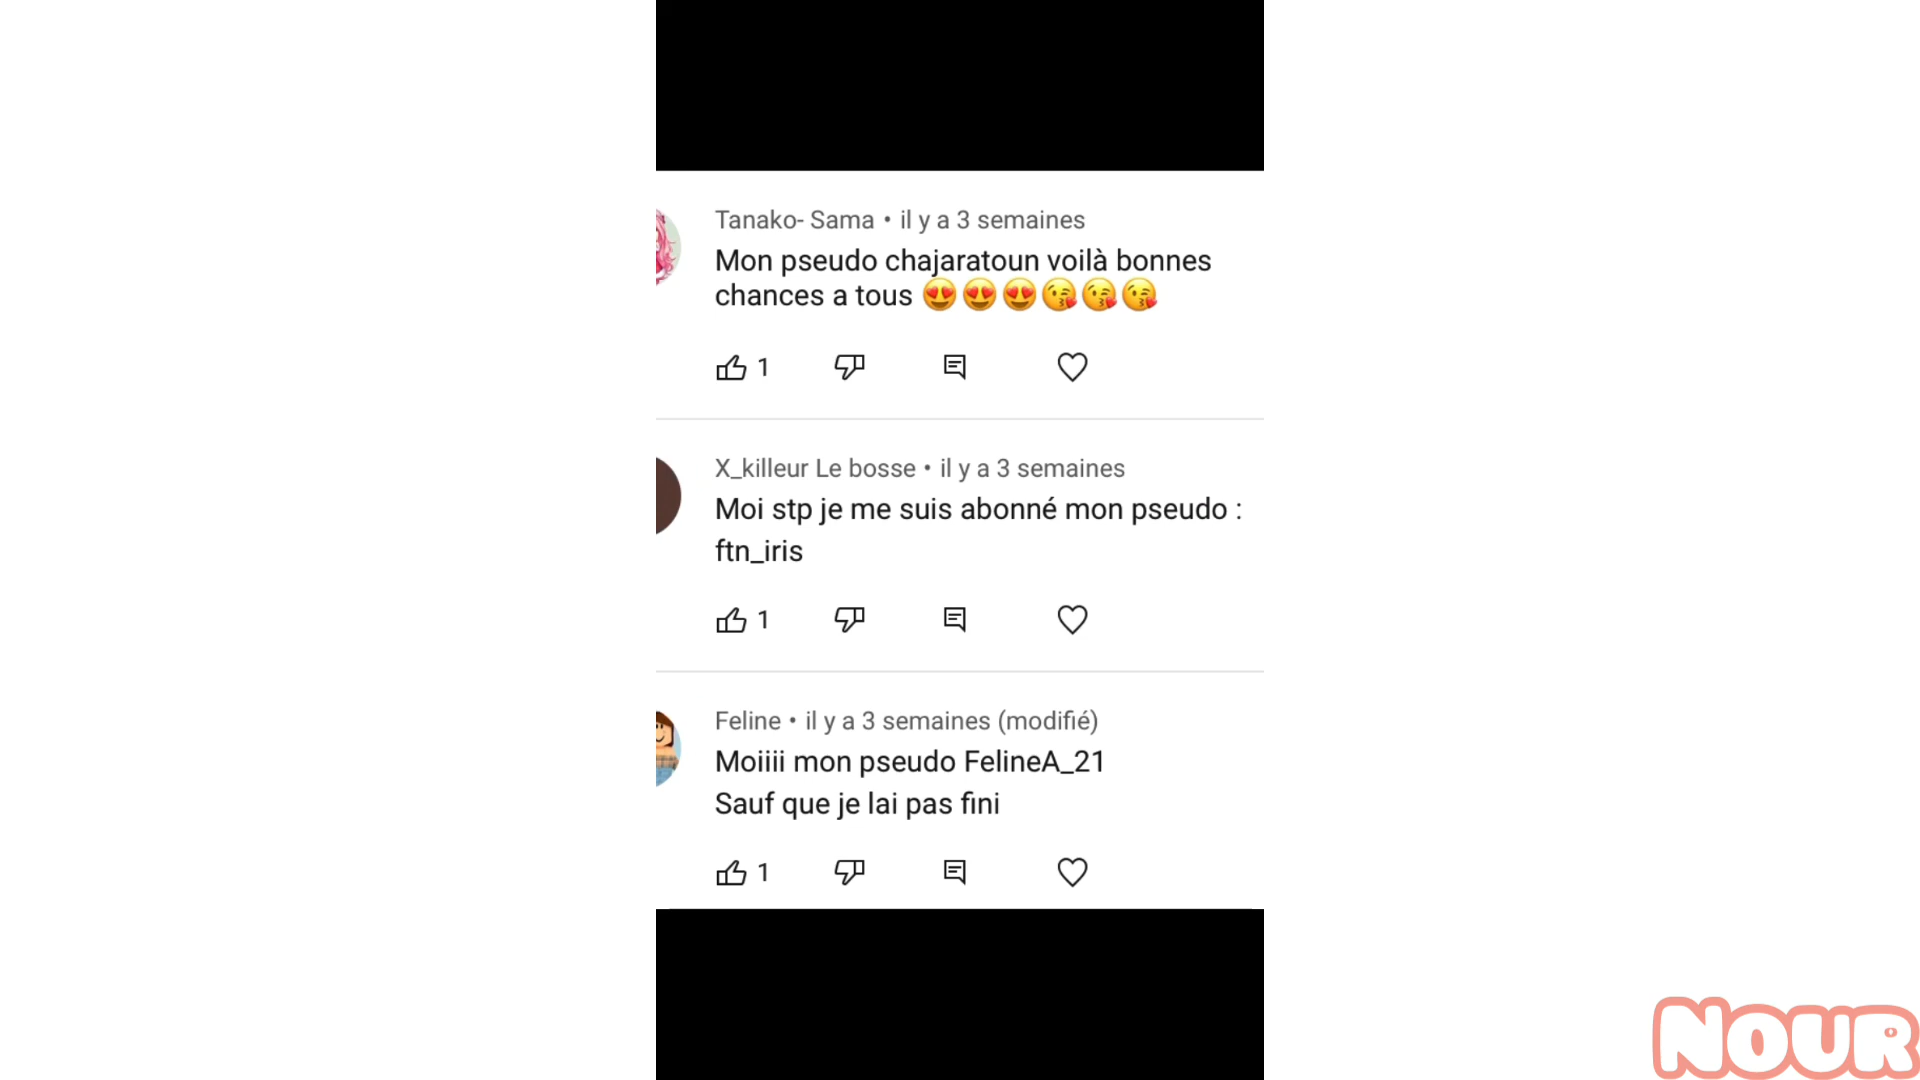 Tanako- Sama • il y a 3 semaines
Mon pseudo chajaratoun voilà bonnes
chances a tous 😍😍😍😘😘😘
1
X_killeur Le bosse • il y a 3 semaines
Moi stp je me suis abonné mon pseudo :
ftn_iris
1
Feline • il y a 3 semaines (modifié)
Moiiii mon pseudo FelineA_21
Sauf que je lai pas fini
1
NOUR